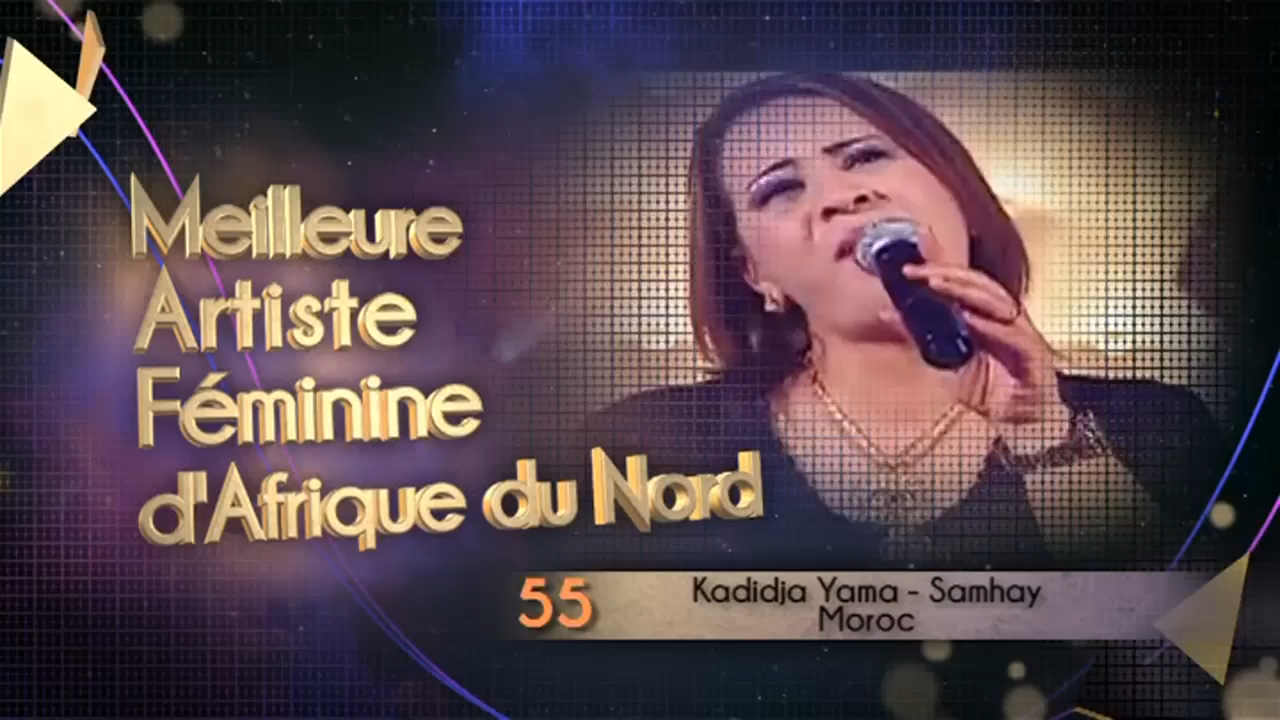 Meilleure
Artiste
Féminine
d'Afrique du Nord
55
Kadidja Yama - Samhay
Moroc